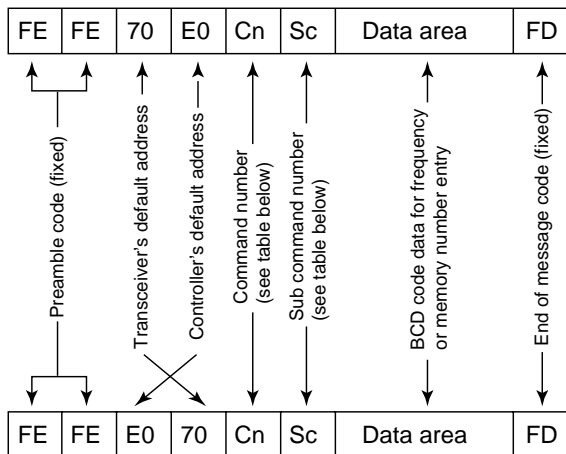 FE FE 70 E0 Cn Sc Data area FD
Preamble code (fixed)
Transceiver's default address
Controller's default address
Command number
(see table below)
Sub command number
(see table below)
BCD code data for frequency
or memory number entry
End of message code (fixed)
FE FE E0 70 Cn Sc Data area FD